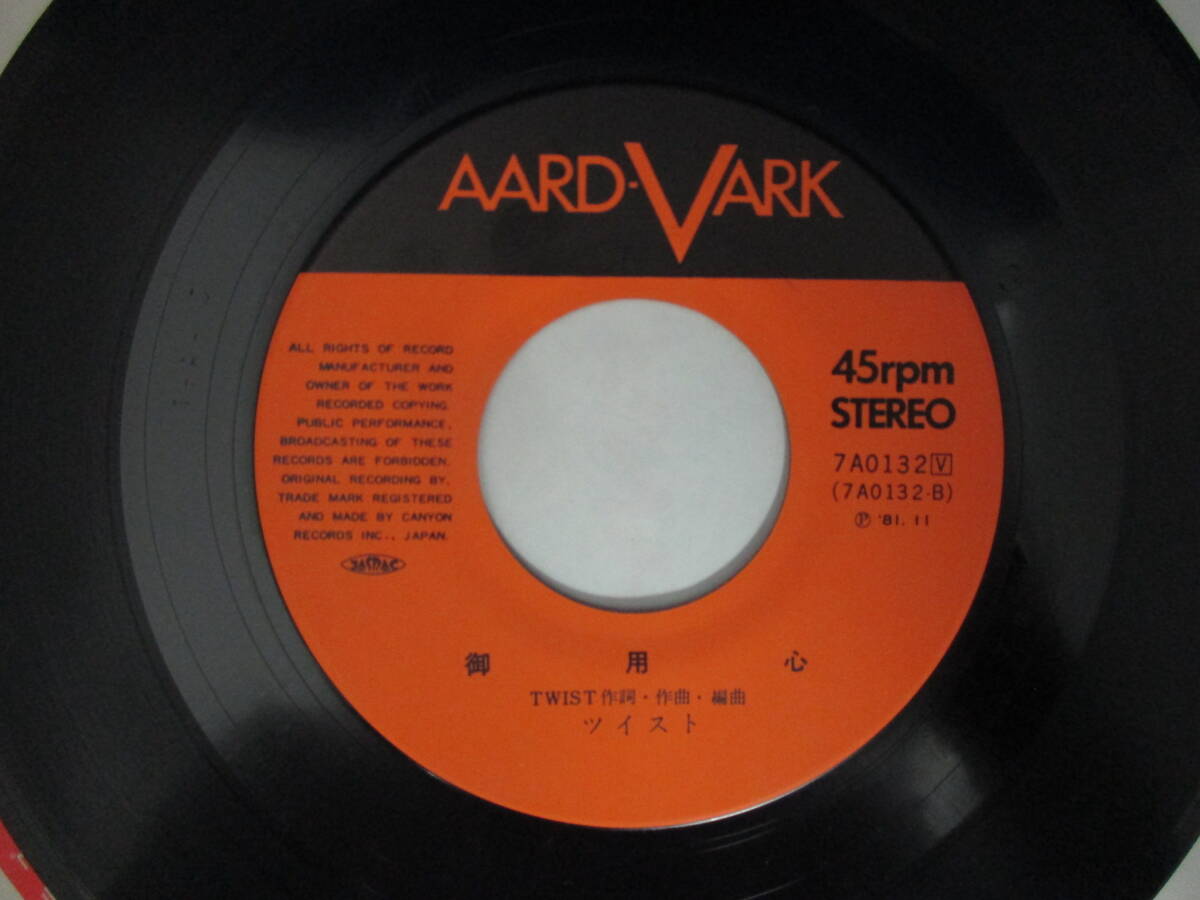 AARD-VARK
ALL RIGHTS OF RECORD
MANUFACTURER AND
OWNER OF THE WORK
RECORDED COPYING.
PUBLIC PERFORMANCE.
BROADCASTING OF THESE
RECORDS ARE FORBIDDEN.
ORIGINAL RECORDING BY.
TRADE MARK REGISTERED
AND MADE BY CANYON
RECORDS INC., JAPAN.
JASRAC
45rpm
STEREO
7A0132 V
(7A0132-B)
Ⓟ '81. 11
御用心
TWIST作詞・作曲・編曲
ツイスト